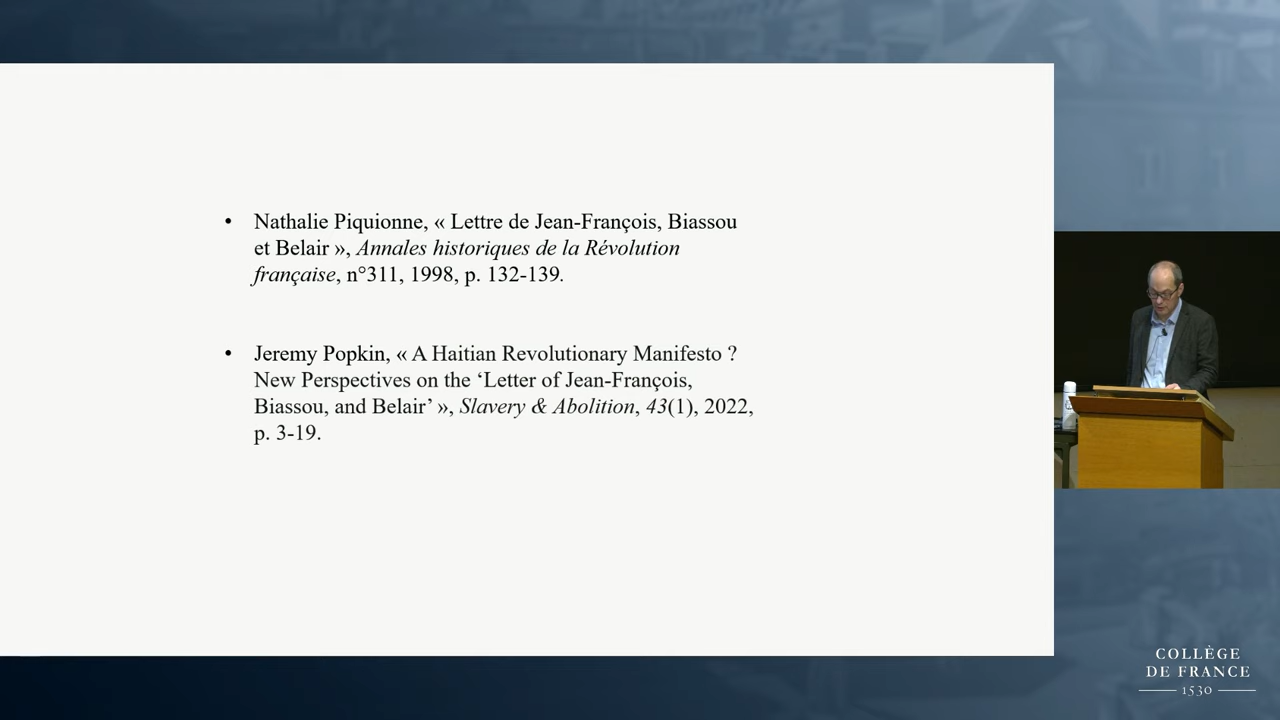 • Nathalie Piquionne, « Lettre de Jean-François, Biassou
et Belair », Annales historiques de la Révolution
française, n°311, 1998, p. 132-139.
• Jeremy Popkin, « A Haitian Revolutionary Manifesto ?
New Perspectives on the ‘Letter of Jean-François,
Biassou, and Belair’ », Slavery & Abolition, 43(1), 2022,
p. 3-19.
COLLÈGE
DE FRANCE
1530